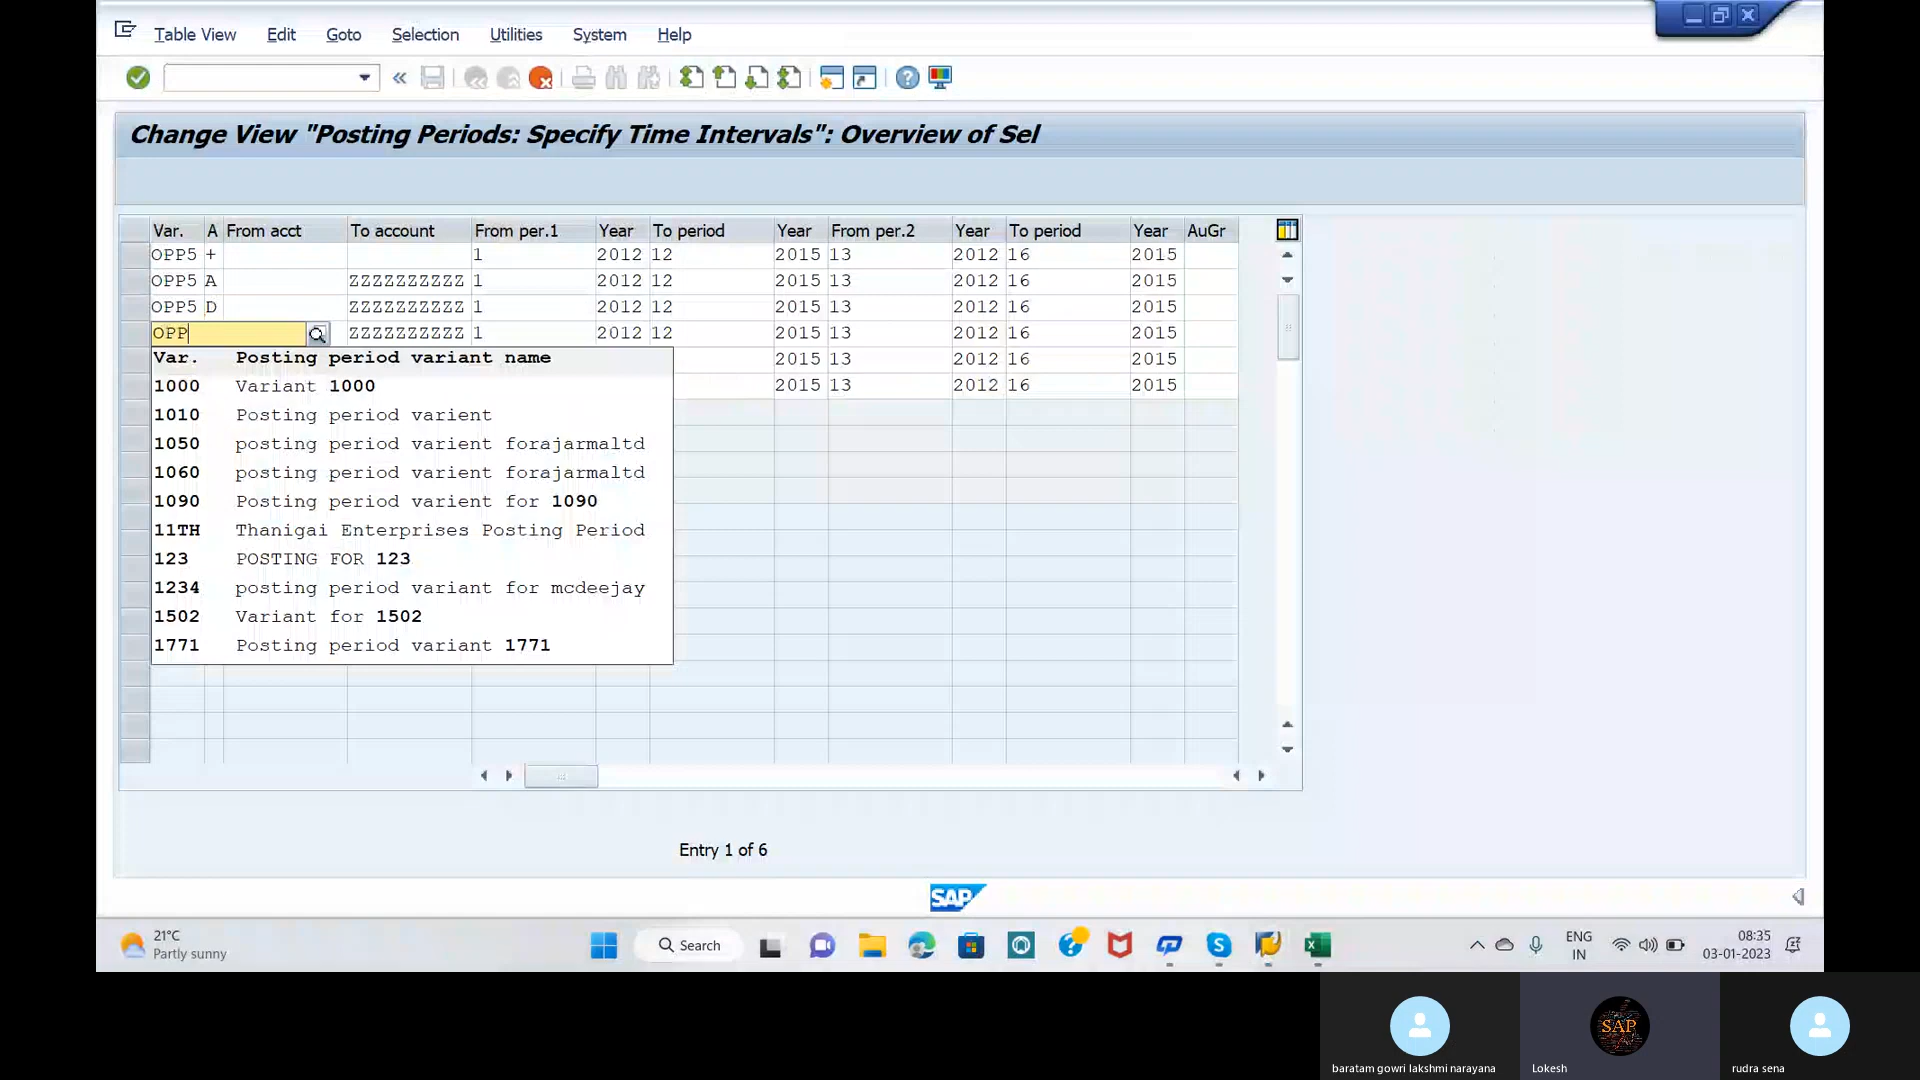 Table View Edit Goto Selection Utilities System Help
Change View "Posting Periods: Specify Time Intervals": Overview of Sel
Var. A From acct To account From per.1 Year To period Year From per.2 Year To period Year AuGr
OPP5 + 1 2012 12 2015 13 2012 16 2015
OPP5 A ZZZZZZZZZZ 1 2012 12 2015 13 2012 16 2015
OPP5 D ZZZZZZZZZZ 1 2012 12 2015 13 2012 16 2015
OPP ZZZZZZZZZZ 1 2012 12 2015 13 2012 16 2015
2015 13 2012 16 2015
2015 13 2012 16 2015
Var. Posting period variant name
1000 Variant 1000
1010 Posting period varient
1050 posting period varient forajarmaltd
1060 posting period varient forajarmaltd
1090 Posting period varient for 1090
11TH Thanigai Enterprises Posting Period
123 POSTING FOR 123
1234 posting period variant for mcdeejay
1502 Variant for 1502
1771 Posting period variant 1771
Entry 1 of 6
SAP
21°C
Partly sunny
Search
ENG
IN
08:35
03-01-2023
SAP
baratam gowri lakshmi narayana
Lokesh
rudra sena